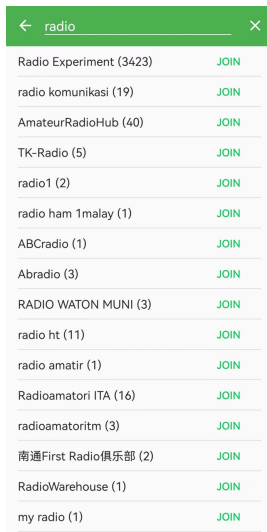 radio
Radio Experiment (3423) JOIN
radio komunikasi (19) JOIN
AmateurRadioHub (40) JOIN
TK-Radio (5) JOIN
radio1 (2) JOIN
radio ham 1malay (1) JOIN
ABCradio (1) JOIN
Abradio (3) JOIN
RADIO WATON MUNI (3) JOIN
radio ht (11) JOIN
radio amatir (1) JOIN
Radioamatori ITA (16) JOIN
radioamatoritm (3) JOIN
南通First Radio俱乐部 (2) JOIN
RadioWarehouse (1) JOIN
my radio (1) JOIN